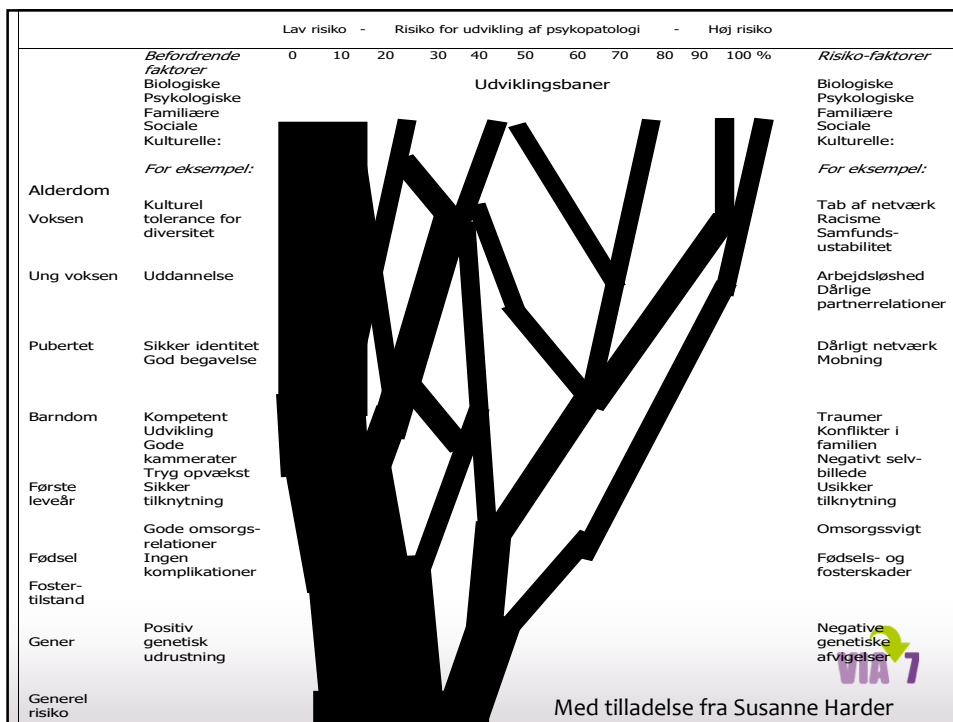 Lav risiko - Risiko for udvikling af psykopatologi - Høj risiko
0 10 20 30 40 50 60 70 80 90 100 %
Udviklingsbaner
Befordrende
faktorer
Biologiske
Psykologiske
Familiære
Sociale
Kulturelle:
For eksempel:
Risiko-faktorer
Biologiske
Psykologiske
Familiære
Sociale
Kulturelle:
For eksempel:
Alderdom
Voksen
Kulturel
tolerance for
diversitet
Tab af netværk
Racisme
Samfunds-
ustabilitet
Ung voksen
Uddannelse
Arbejdsløshed
Dårlige
partnerrelationer
Pubertet
Sikker identitet
God begavelse
Dårligt netværk
Mobning
Barndom
Kompetent
Udvikling
Gode
kammerater
Tryg opvækst
Traumer
Konflikter i
familien
Negativt selv-
billede
Første
leveår
Sikker
tilknytning
Usikker
tilknytning
Gode omsorgs-
relationer
Omsorgssvigt
Fødsel
Ingen
komplikationer
Fødsels- og
fosterskader
Foster-
tilstand
Gener
Positiv
genetisk
udrustning
Negative
genetiske
afvigelser
VIA 7
Generel
risiko
Med tilladelse fra Susanne Harder